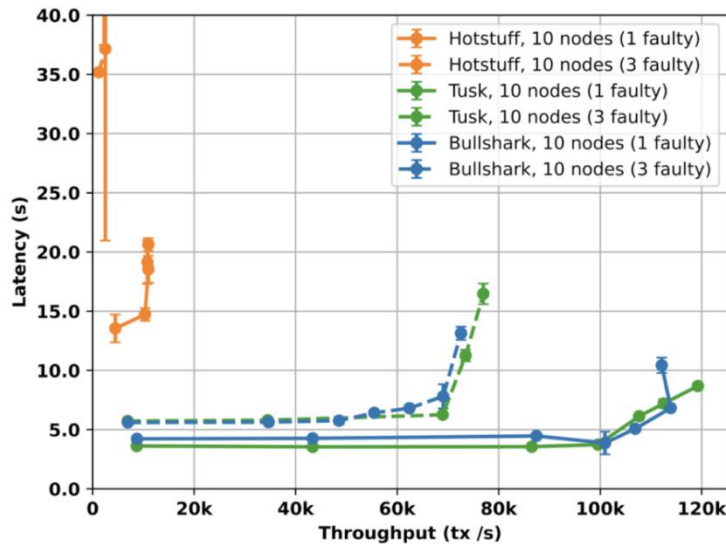 40.0
35.0
30.0
25.0
20.0
15.0
10.0
5.0
0.0
Latency (s)
Hotstuff, 10 nodes (1 faulty)
Hotstuff, 10 nodes (3 faulty)
Tusk, 10 nodes (1 faulty)
Tusk, 10 nodes (3 faulty)
Bullshark, 10 nodes (1 faulty)
Bullshark, 10 nodes (3 faulty)
0 20k 40k 60k 80k 100k 120k
Throughput (tx /s)